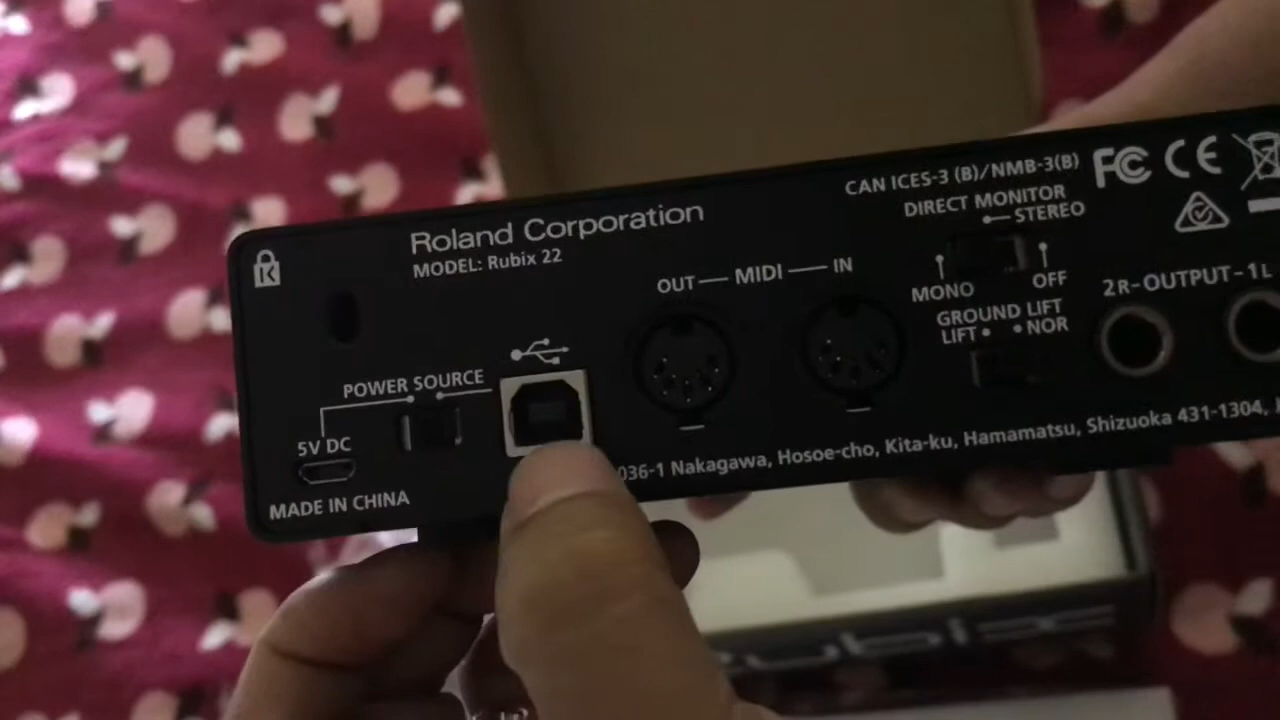 Roland Corporation
MODEL: Rubix 22
CAN ICES-3 (B)/NMB-3(B)
FC CE
DIRECT MONITOR
STEREO
MONO
OFF
OUT MIDI IN
2R-OUTPUT-1L
GROUND LIFT
LIFT NOR
POWER SOURCE
5V DC
MADE IN CHINA
036-1 Nakagawa, Hosoe-cho, Kita-ku, Hamamatsu, Shizuoka 431-1304,
K